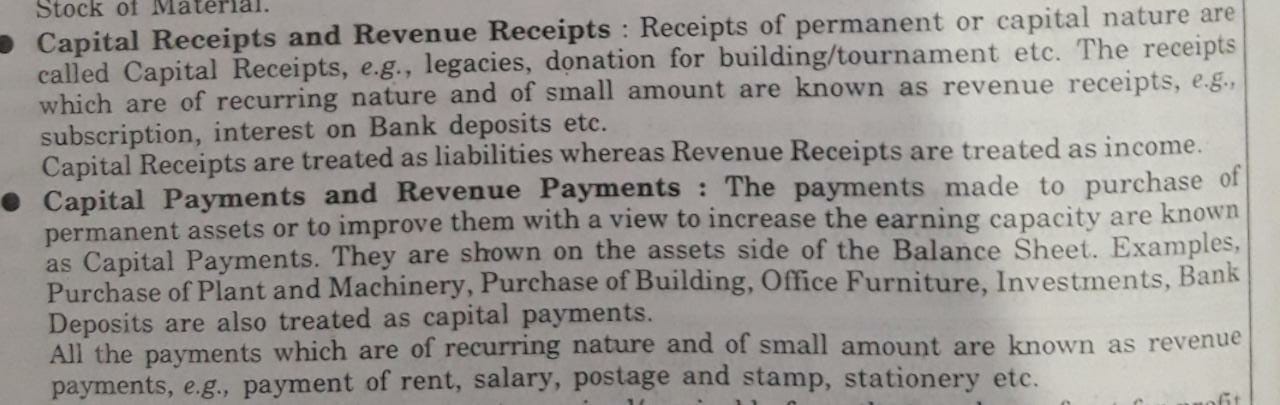 Stock of Material.
● Capital Receipts and Revenue Receipts : Receipts of permanent or capital nature are
called Capital Receipts, e.g., legacies, donation for building/tournament etc. The receipts
which are of recurring nature and of small amount are known as revenue receipts, e.g.,
subscription, interest on Bank deposits etc.
Capital Receipts are treated as liabilities whereas Revenue Receipts are treated as income.
● Capital Payments and Revenue Payments : The payments made to purchase of
permanent assets or to improve them with a view to increase the earning capacity are known
as Capital Payments. They are shown on the assets side of the Balance Sheet. Examples,
Purchase of Plant and Machinery, Purchase of Building, Office Furniture, Investments, Bank
Deposits are also treated as capital payments.
All the payments which are of recurring nature and of small amount are known as revenue
payments, e.g., payment of rent, salary, postage and stamp, stationery etc.